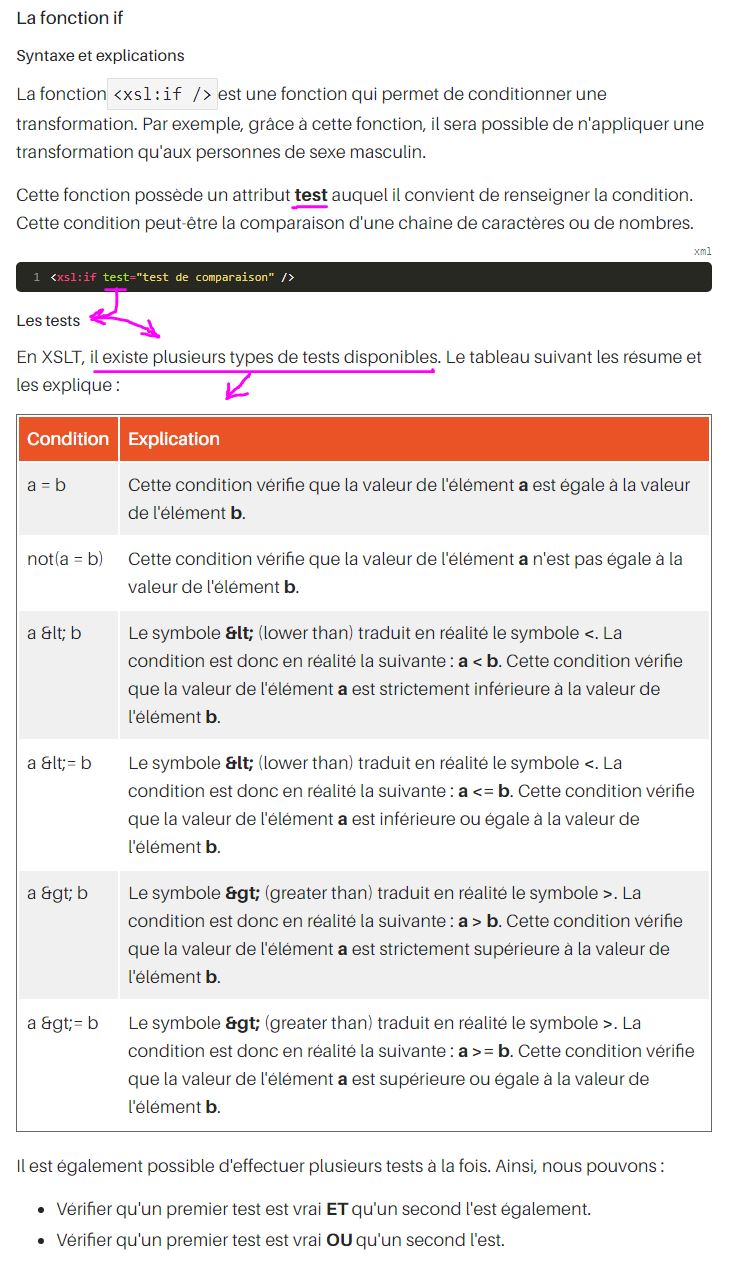 La fonction if
Syntaxe et explications
La fonction <xsl:if /> est une fonction qui permet de conditionner une
transformation. Par exemple, grâce à cette fonction, il sera possible de n'appliquer une
transformation qu'aux personnes de sexe masculin.
Cette fonction possède un attribut test auquel il convient de renseigner la condition.
Cette condition peut-être la comparaison d'une chaine de caractères ou de nombres.
xml
1 <xsl:if test="test de comparaison" />
Les tests
En XSLT, il existe plusieurs types de tests disponibles. Le tableau suivant les résume et
les explique :
Condition Explication
a = b Cette condition vérifie que la valeur de l'élément a est égale à la valeur
de l'élément b.
not(a = b) Cette condition vérifie que la valeur de l'élément a n'est pas égale à la
valeur de l'élément b.
a &lt; b Le symbole &lt; (lower than) traduit en réalité le symbole <. La
condition est donc en réalité la suivante : a < b. Cette condition vérifie
que la valeur de l'élément a est strictement inférieure à la valeur de
l'élément b.
a &lt;= b Le symbole &lt; (lower than) traduit en réalité le symbole <. La
condition est donc en réalité la suivante : a <= b. Cette condition vérifie
que la valeur de l'élément a est inférieure ou égale à la valeur de
l'élément b.
a &gt; b Le symbole &gt; (greater than) traduit en réalité le symbole >. La
condition est donc en réalité la suivante : a > b. Cette condition vérifie
que la valeur de l'élément a est strictement supérieure à la valeur de
l'élément b.
a &gt;= b Le symbole &gt; (greater than) traduit en réalité le symbole >. La
condition est donc en réalité la suivante : a >= b. Cette condition vérifie
que la valeur de l'élément a est supérieure ou égale à la valeur de
l'élément b.
Il est également possible d'effectuer plusieurs tests à la fois. Ainsi, nous pouvons :
• Vérifier qu'un premier test est vrai ET qu'un second l'est également.
• Vérifier qu'un premier test est vrai OU qu'un second l'est.